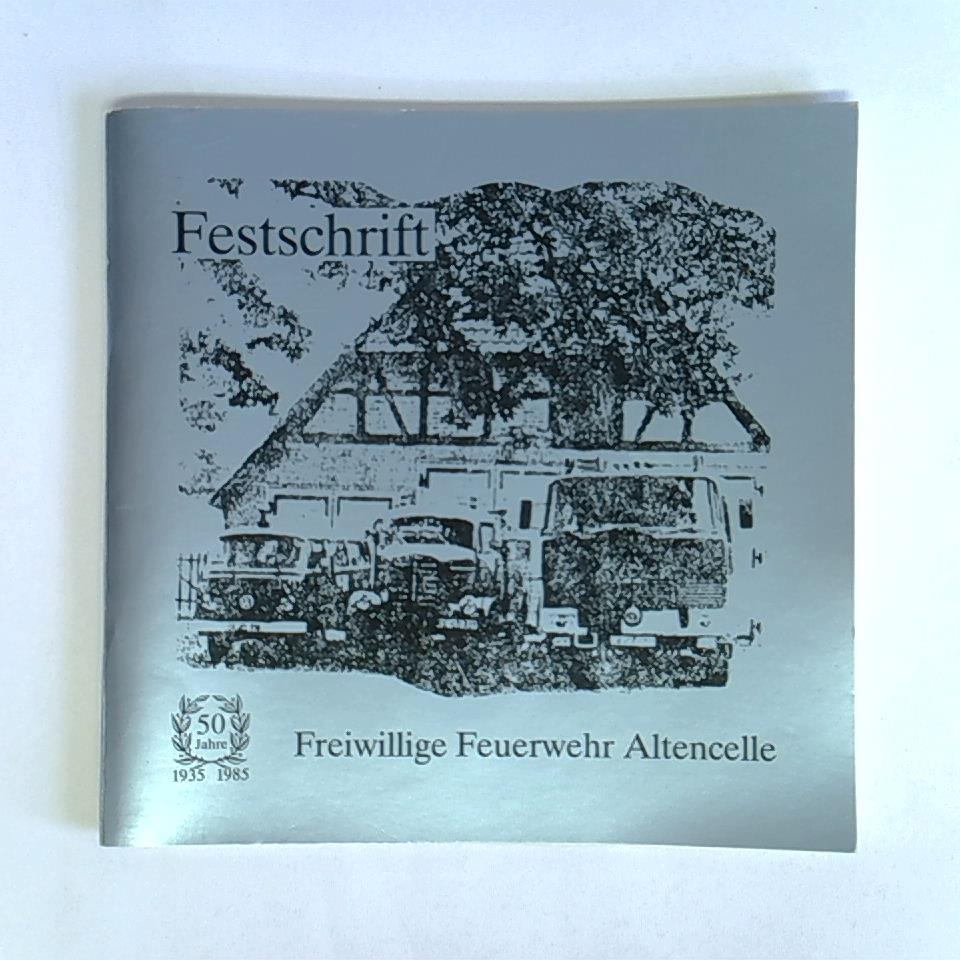 Festschrift
50
Jahre
1935 1985
Freiwillige Feuerwehr Altencelle